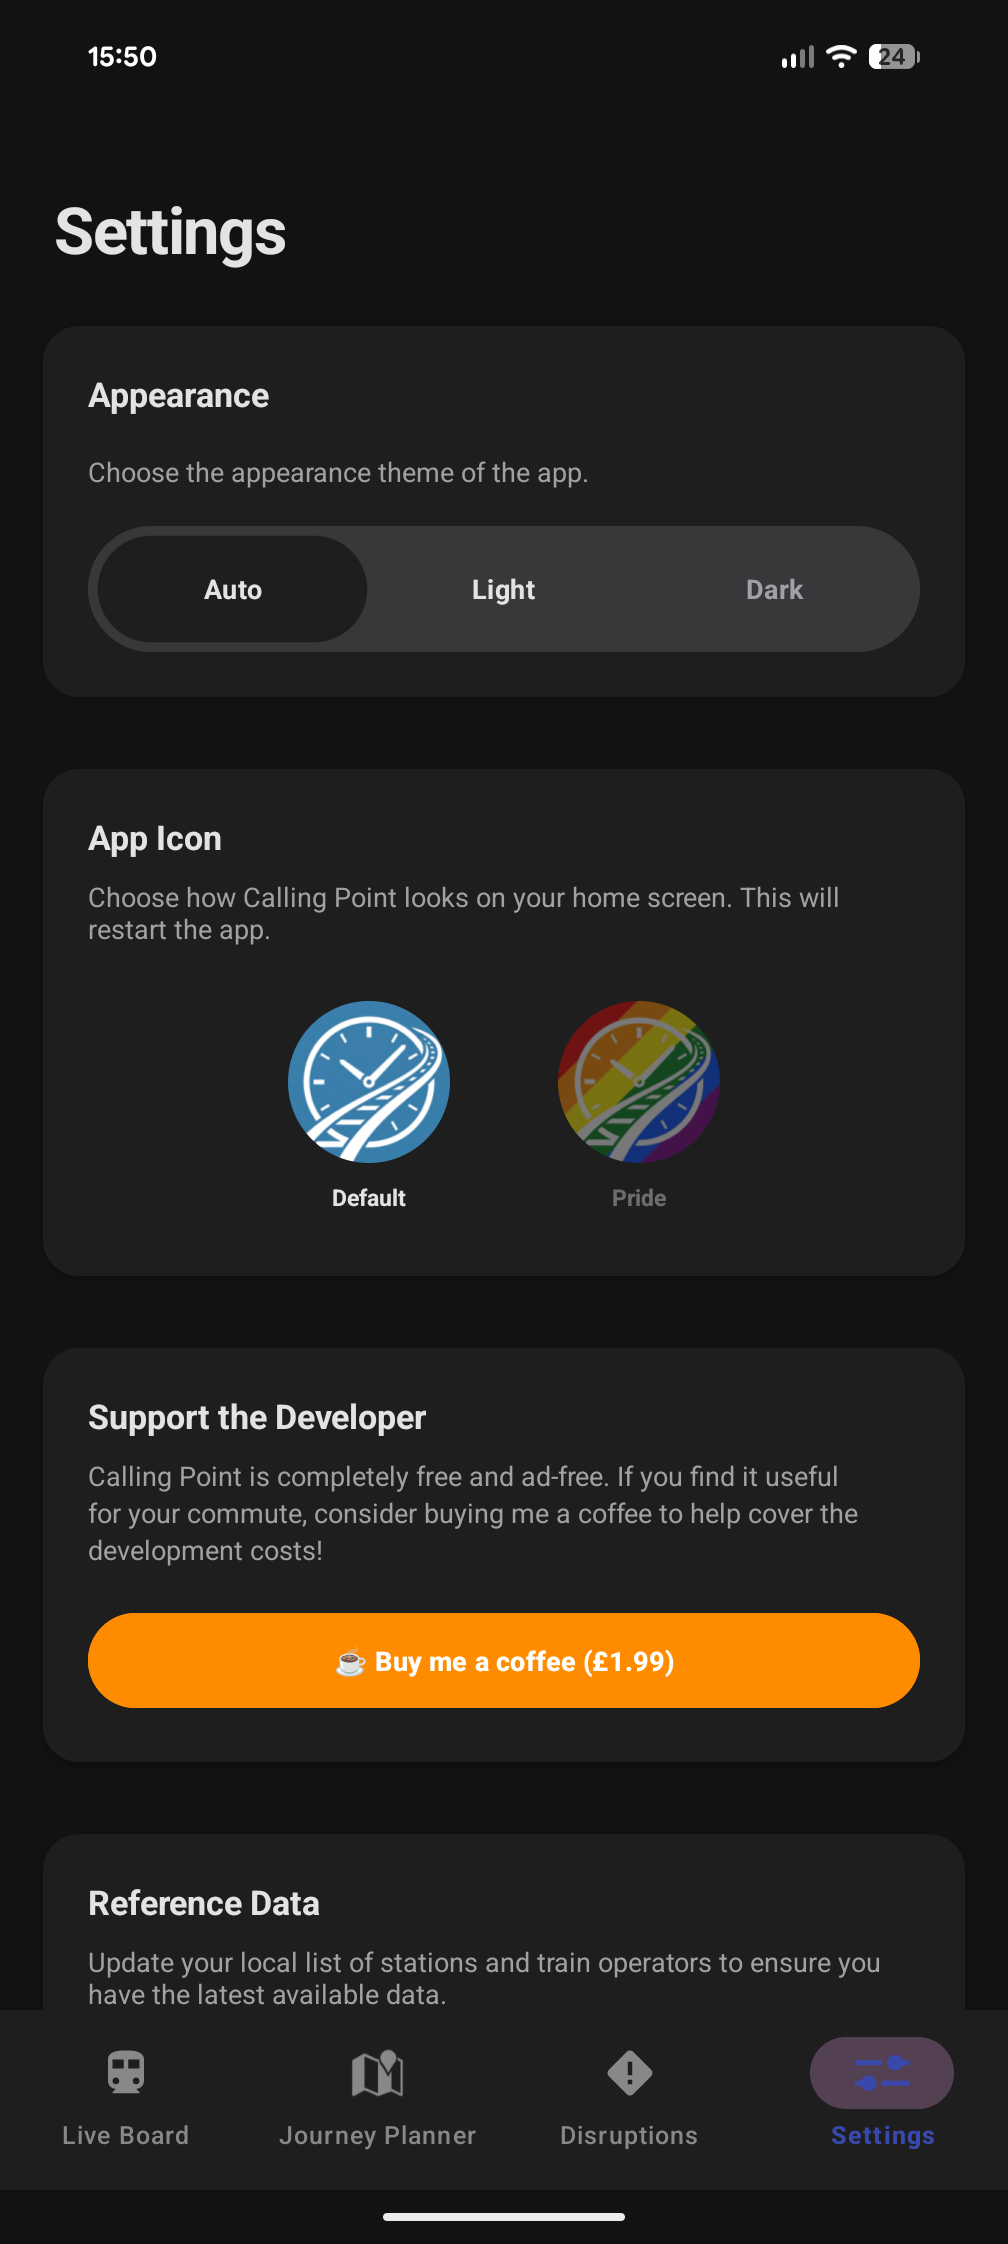 15:50
24
Settings
Appearance
Choose the appearance theme of the app.
Auto
Light
Dark
App Icon
Choose how Calling Point looks on your home screen. This will
restart the app.
Default
Pride
Support the Developer
Calling Point is completely free and ad-free. If you find it useful
for your commute, consider buying me a coffee to help cover the
development costs!
☕ Buy me a coffee (£1.99)
Reference Data
Update your local list of stations and train operators to ensure you
have the latest available data.
Live Board
Journey Planner
Disruptions
Settings